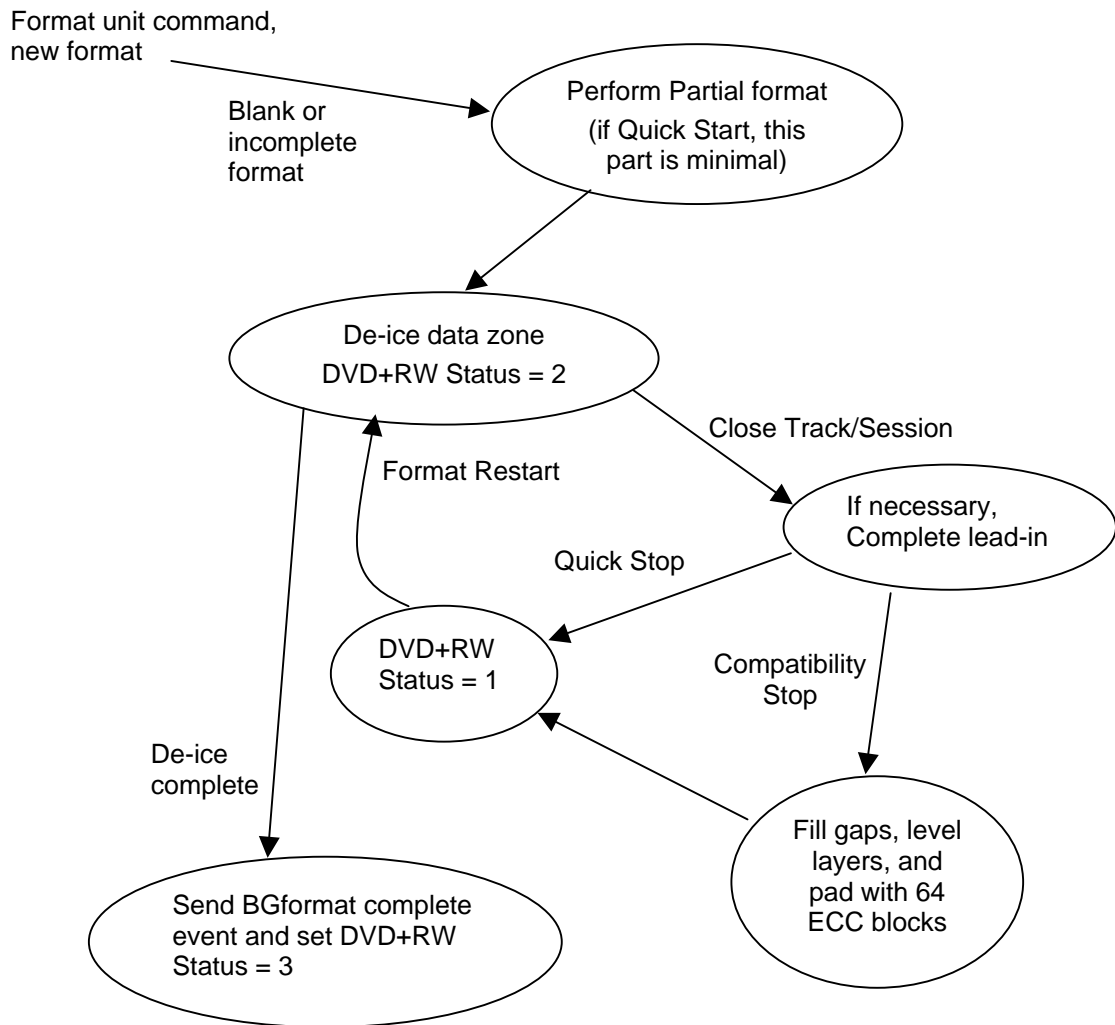 Format unit command,
new format
Blank or
incomplete
format
Perform Partial format
(if Quick Start, this
part is minimal)
De-ice data zone
DVD+RW Status = 2
Close Track/Session
Format Restart
If necessary,
Complete lead-in
Quick Stop
DVD+RW
Status = 1
Compatibility
Stop
De-ice
complete
Fill gaps, level
layers, and
pad with 64
ECC blocks
Send BGformat complete
event and set DVD+RW
Status = 3